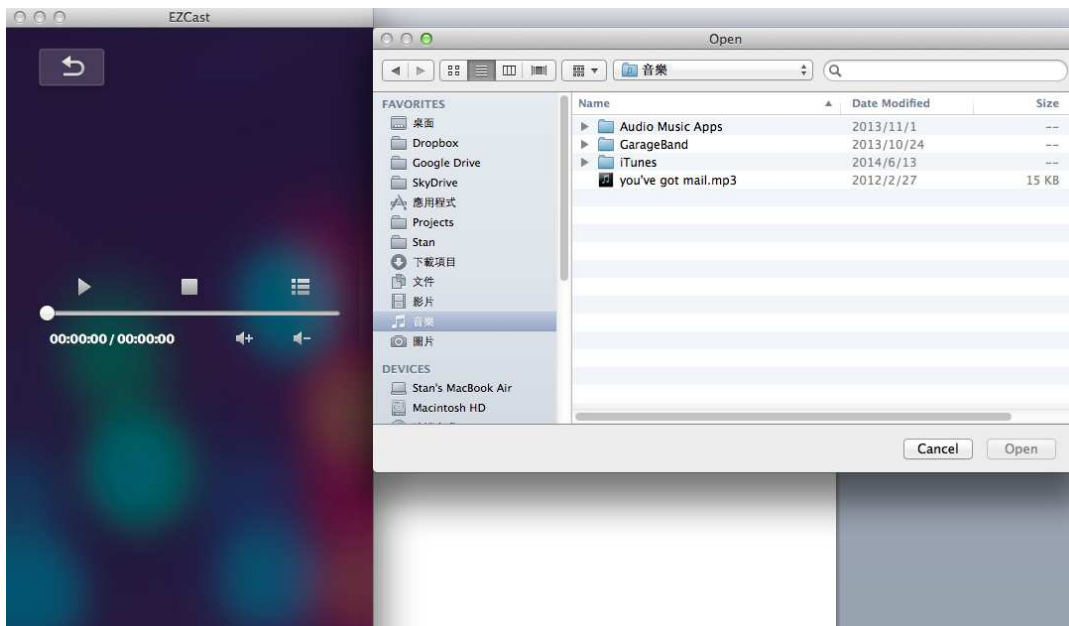 EZCast
00:00:00 / 00:00:00
Open
音樂
FAVORITES
桌面
Dropbox
Google Drive
SkyDrive
應用程式
Projects
Stan
下載項目
文件
影片
音樂
圖片
DEVICES
Stan's MacBook Air
Macintosh HD
Name Date Modified Size
Audio Music Apps 2013/11/1 --
GarageBand 2013/10/24 --
iTunes 2014/6/13 --
you've got mail.mp3 2012/2/27 15 KB
Cancel Open